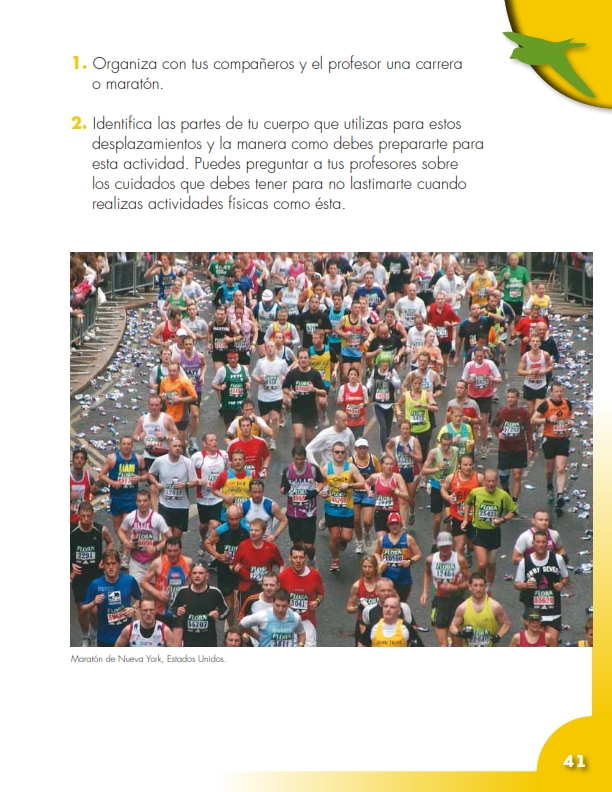 1. Organiza con tus compañeros y el profesor una carrera
o maratón.
2. Identifica las partes de tu cuerpo que utilizas para estos
desplazamientos y la manera como debes prepararte para
esta actividad. Puedes preguntar a tus profesores sobre
los cuidados que debes tener para no lastimarte cuando
realizas actividades físicas como ésta.
Maratón de Nueva York, Estados Unidos.
41